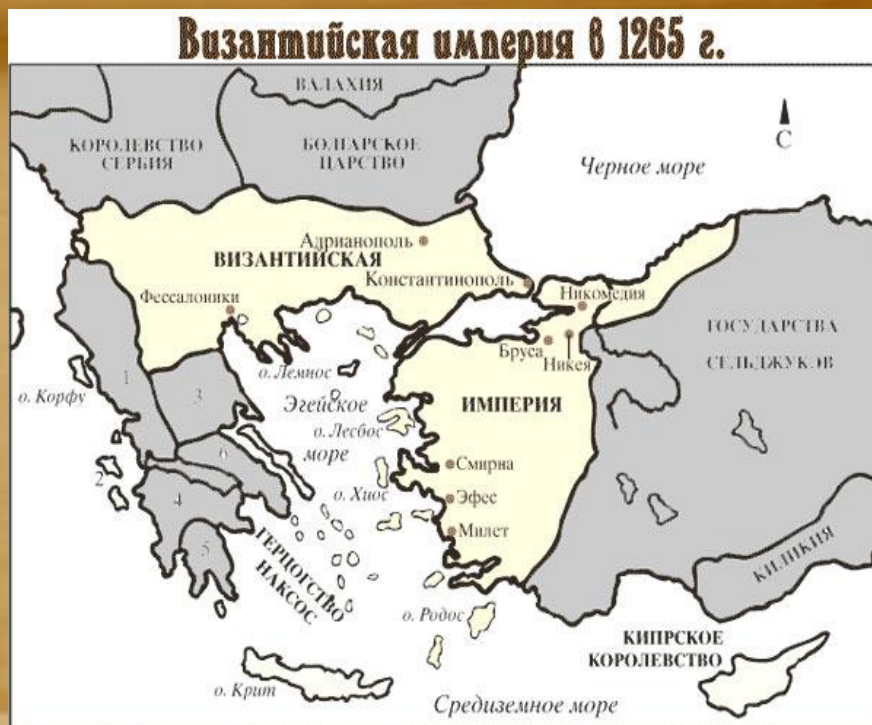 Византийская империя в 1265 г.
ВАЛАХИЯ
КОРОЛЕВСТВО
СЕРБИЯ
БОЛГАРСКОЕ
ЦАРСТВО
С
Черное море
Адрианополь
ВИЗАНТИЙСКАЯ
Константинополь
Фессалоники
Никомедия
Бруса
Никея
ГОСУДАРСТВА
СЕЛЬДЖУКОВ
о. Лемнос
1
3
о. Корфу
Эгейское
ИМПЕРИЯ
о. Лесбос
6
море
2
Смирна
4
о. Хиос
Эфес
5
Милет
ГЕРЦОГСТВО
НАКСОС
КИЛИКИЯ
о. Родос
КИПРСКОЕ
КОРОЛЕВСТВО
о. Крит
Средиземное море